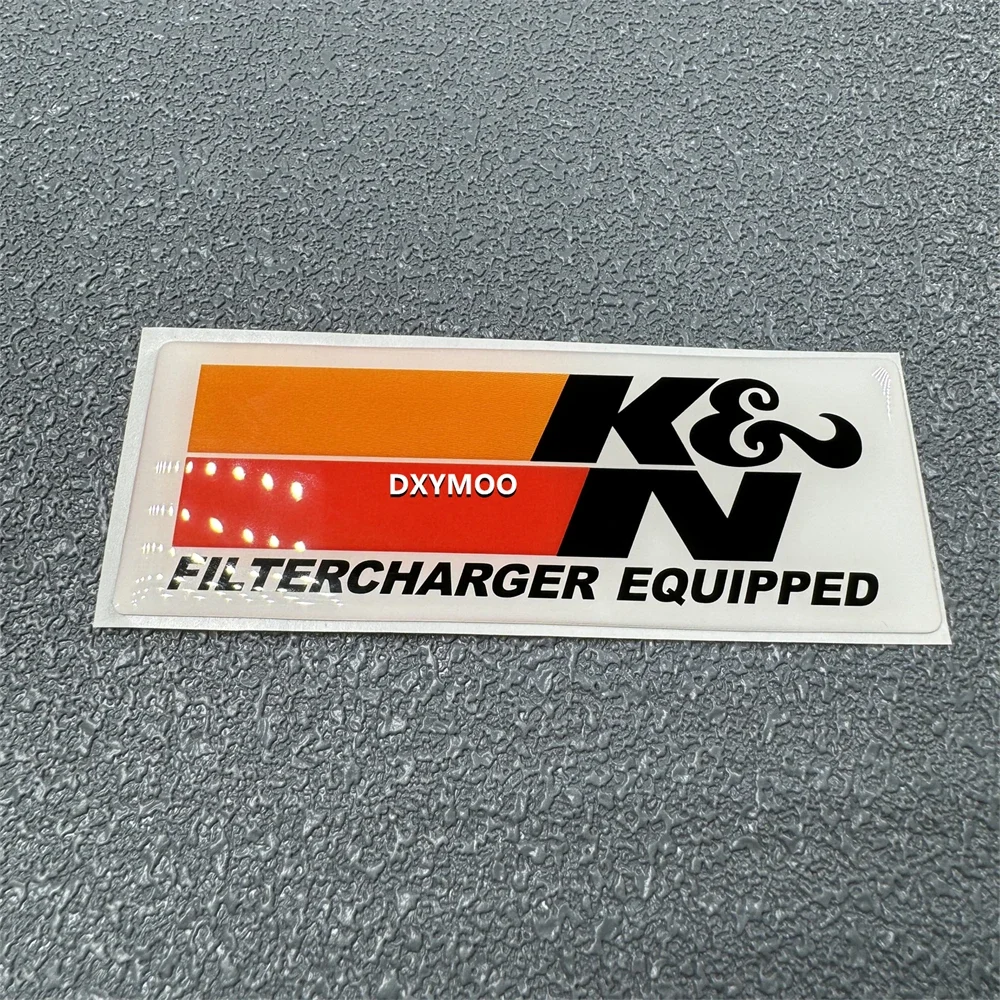 K&
N
DXYMOO
FILTERCHARGER EQUIPPED